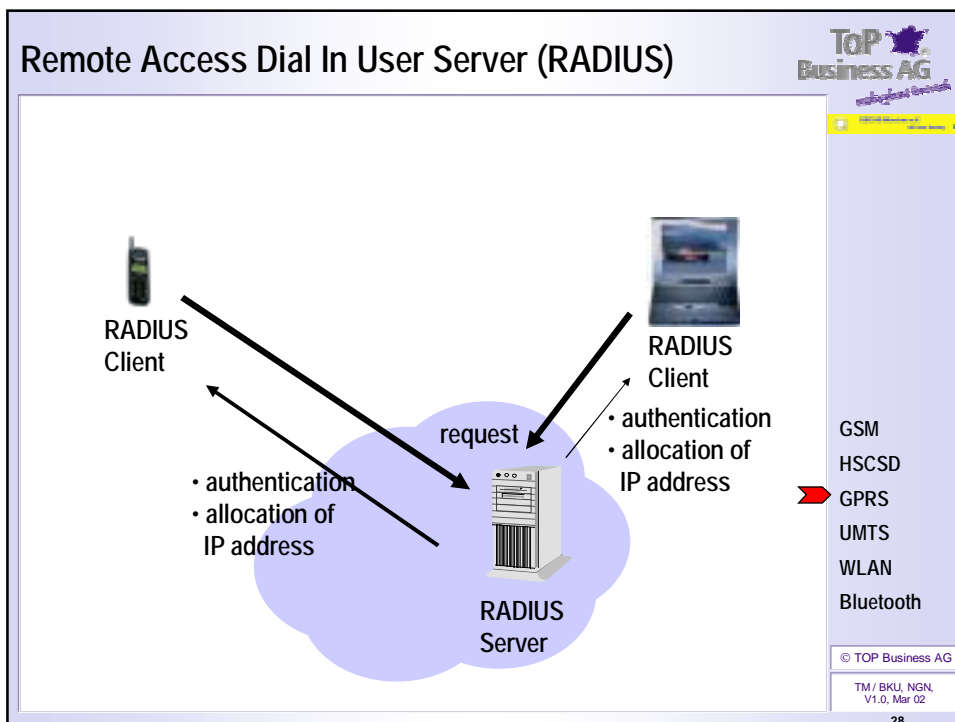 Remote Access Dial In User Server (RADIUS)
TOP
Business AG
RADIUS
Client
RADIUS
Client
request
• authentication
• allocation of
IP address
• authentication
• allocation of
IP address
RADIUS
Server
GSM
HSCSD
GPRS
UMTS
WLAN
Bluetooth
© TOP Business AG
TM / BKU, NGN,
V1.0, Mar 02
28